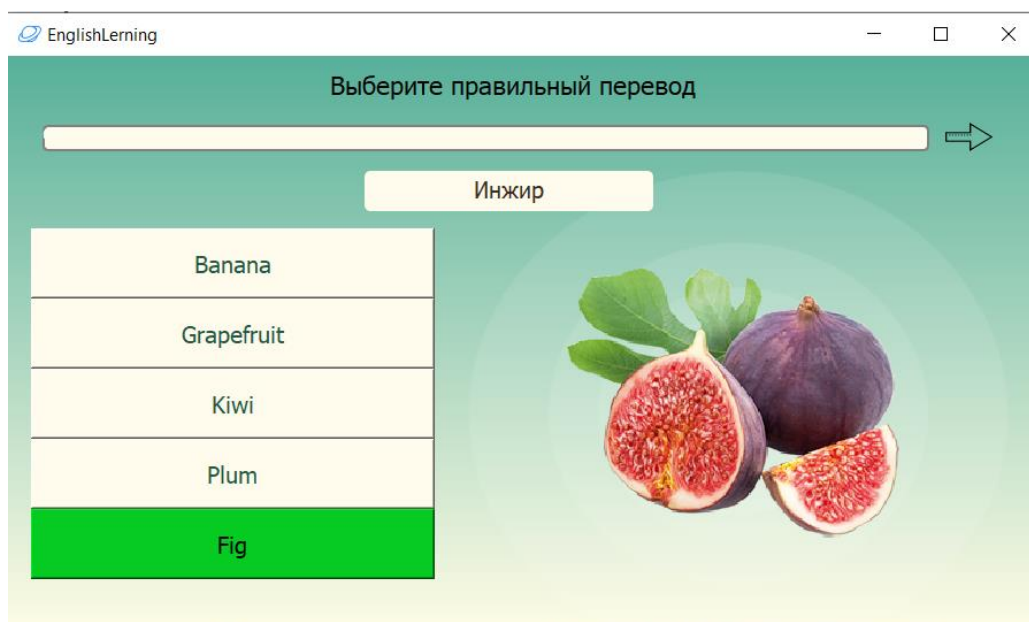 EnglishLerning
Выберите правильный перевод
Инжир
Banana
Grapefruit
Kiwi
Plum
Fig